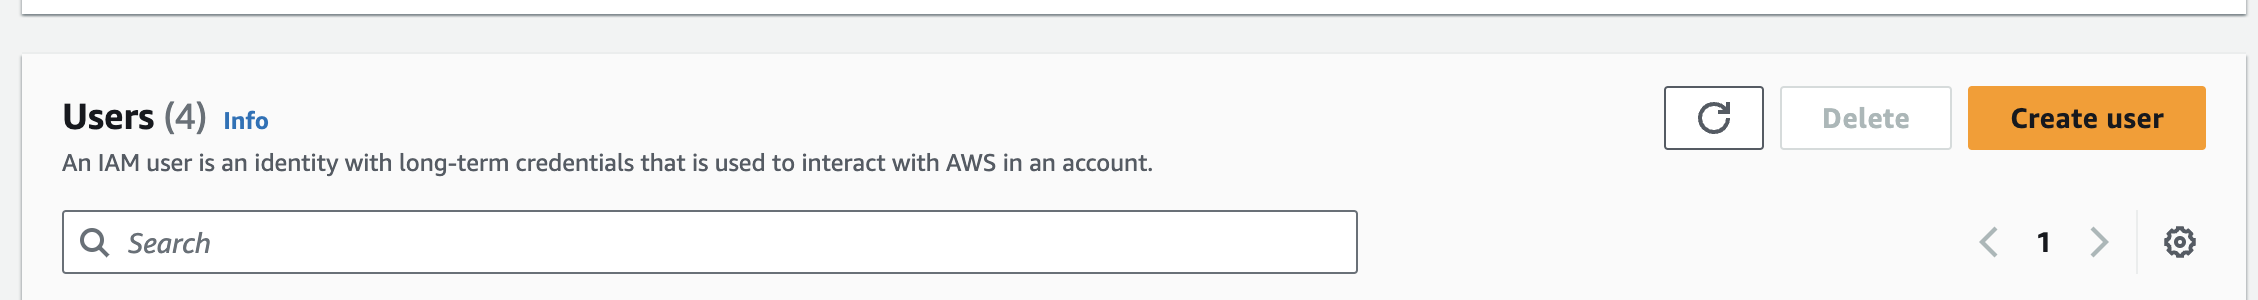 Users (4) Info
Delete
Create user
An IAM user is an identity with long-term credentials that is used to interact with AWS in an account.
Search
1